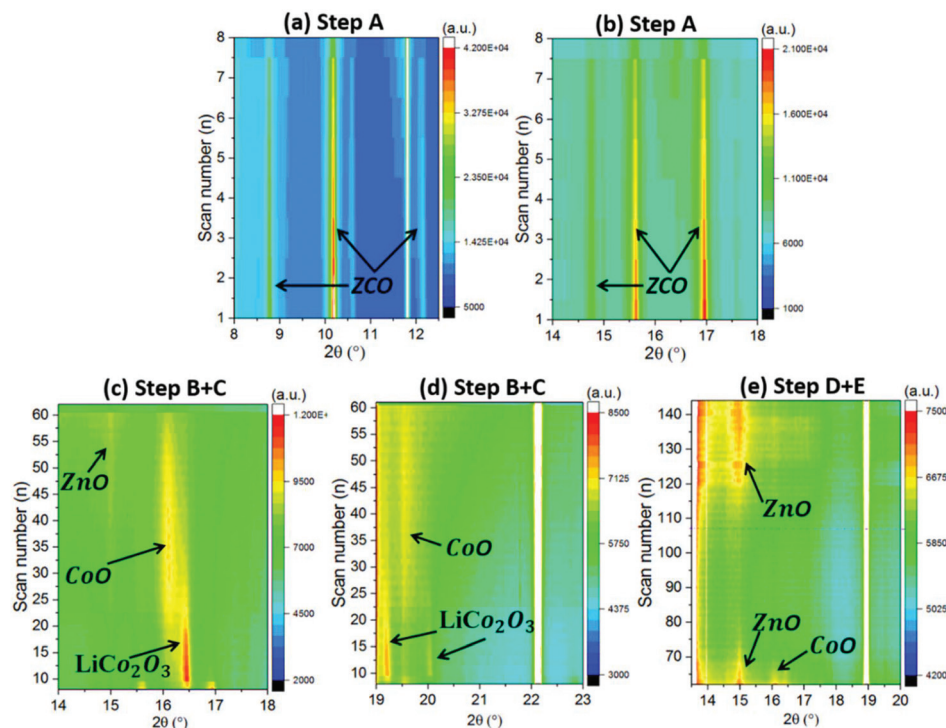 (a) Step A
(a.u.)
4.200E+04
3.275E+04
2.350E+04
1.425E+04
5000
Scan number (n)
8
7
6
5
4
3
2
1
ZCO
8 9 10 11 12
2θ (°)
(b) Step A
(a.u.)
2.100E+04
1.600E+04
1.100E+04
6000
1000
Scan number (n)
8
7
6
5
4
3
2
1
ZCO
14 15 16 17 18
2θ (°)
(c) Step B+C
(a.u.)
1.200E+
9500
7000
4500
2000
Scan number (n)
60
55
50
45
40
35
30
25
20
15
10
ZnO
CoO
LiCo₂O₃
14 15 16 17 18
2θ (°)
(d) Step B+C
(a.u.)
8500
7125
5750
4375
3000
Scan number (n)
60
55
50
45
40
35
30
25
20
15
10
CoO
LiCo₂O₃
19 20 21 22 23
2θ (°)
(e) Step D+E
(a.u.)
7500
6675
5850
5025
4200
Scan number (n)
140
130
120
110
100
90
80
70
ZnO
ZnO
CoO
14 15 16 17 18 19 20
2θ (°)